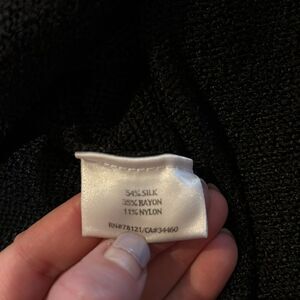 54% SILK
35% RAYON
11% NYLON
RN#78121/CA#34460